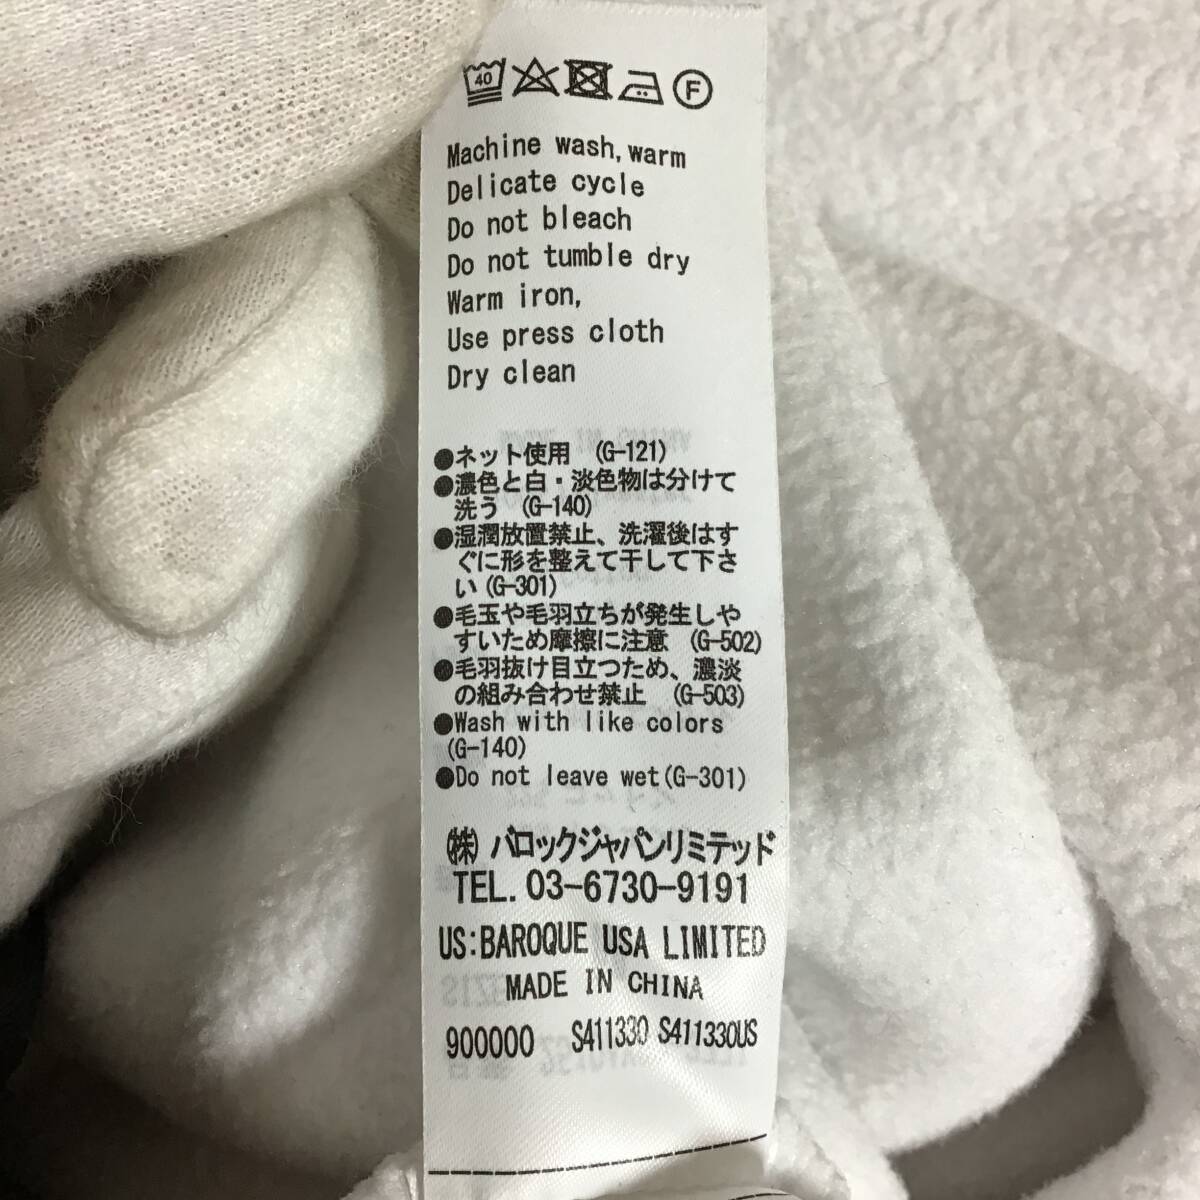 40 F
Machine wash, warm
Delicate cycle
Do not bleach
Do not tumble dry
Warm iron,
Use press cloth
Dry clean
●ネット使用 (G-121)
●濃色と白・淡色物は分けて
洗う (G-140)
●湿潤放置禁止、洗濯後はす
ぐに形を整えて干して下さ
い(G-301)
●毛玉や毛羽立ちが発生しや
すいため摩擦に注意 (G-502)
●毛羽抜け目立つため、濃淡
の組み合わせ禁止 (G-503)
●Wash with like colors
(G-140)
●Do not leave wet(G-301)
㈱ バロックジャパンリミテッド
TEL. 03-6730-9191
US:BAROQUE USA LIMITED
MADE IN CHINA
900000 S411330 S411330US